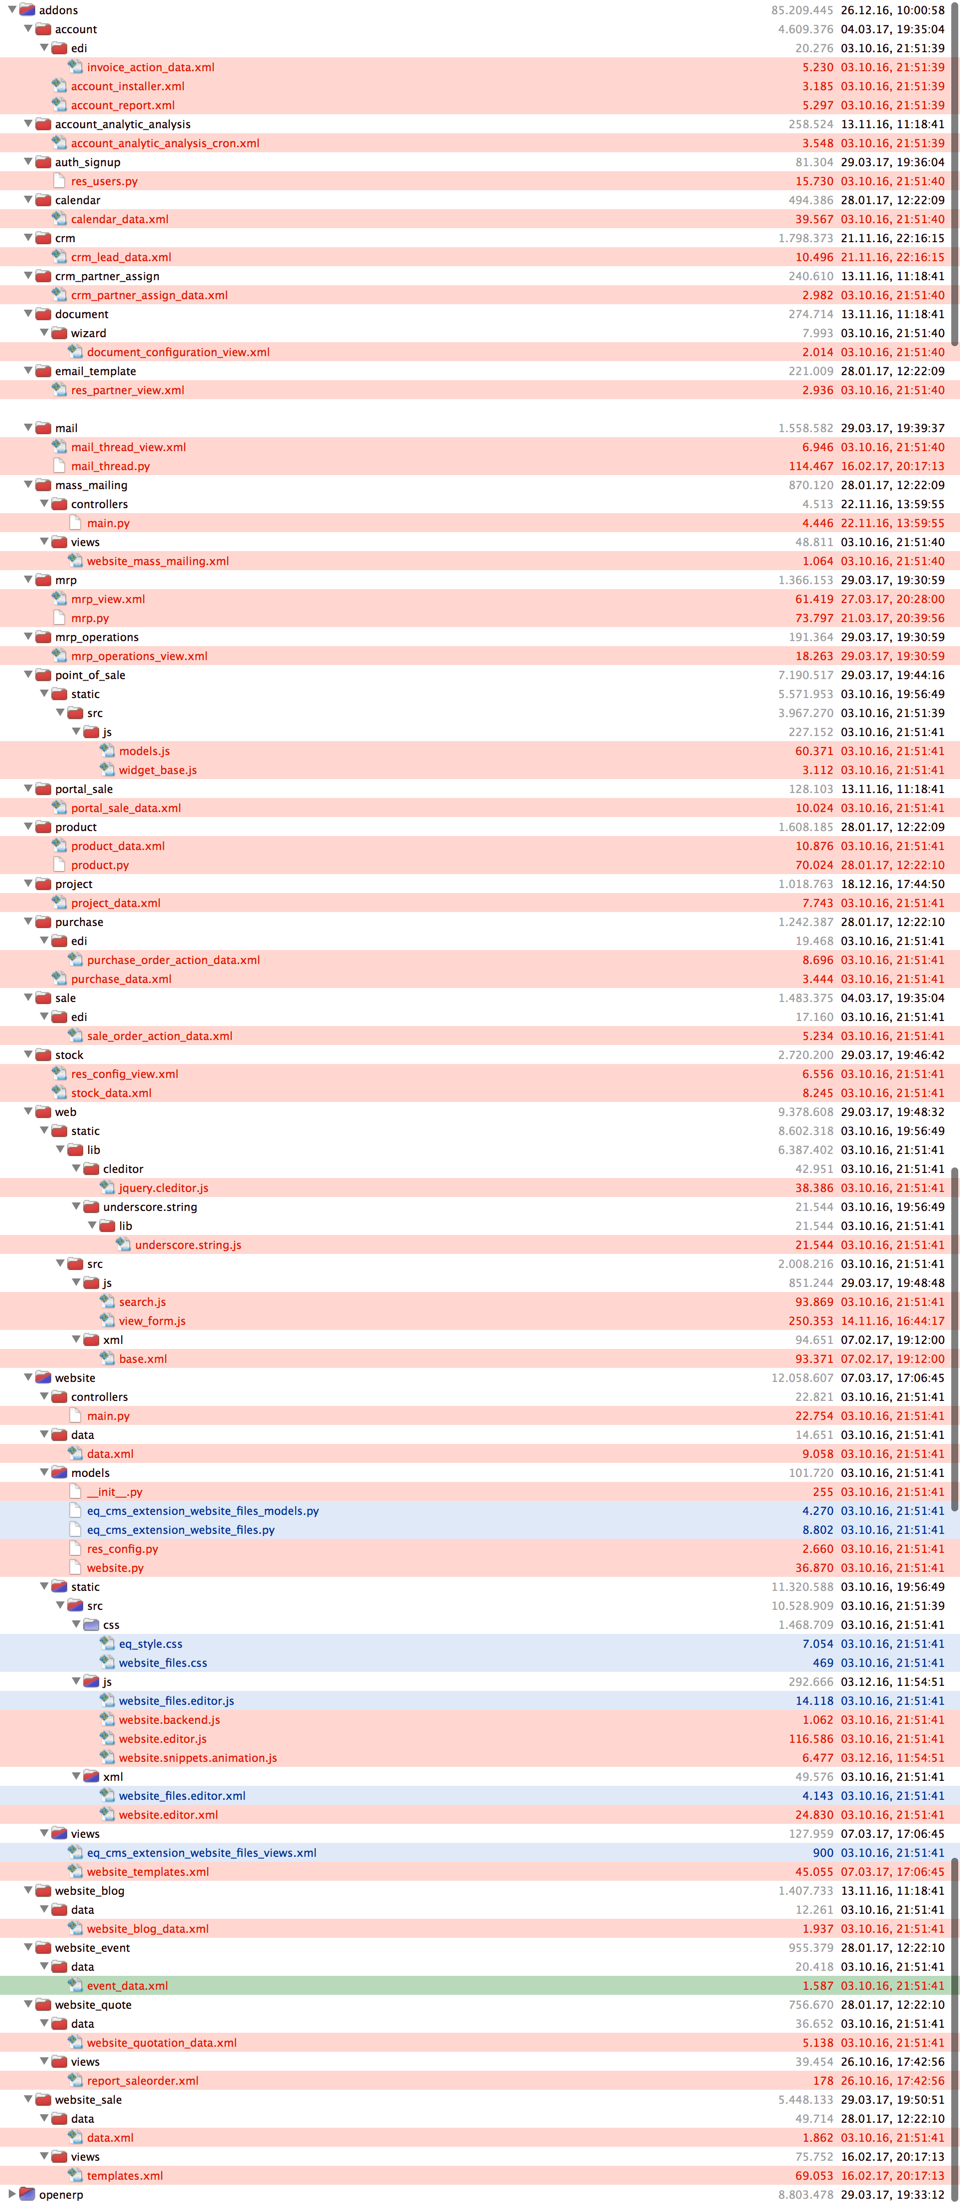 addons 85.209.445 26.12.16, 10:00:58
account 4.609.376 04.03.17, 19:35:04
edi 20.276 03.10.16, 21:51:39
invoice_action_data.xml 5.230 03.10.16, 21:51:39
account_installer.xml 3.185 03.10.16, 21:51:39
account_report.xml 5.297 03.10.16, 21:51:39
account_analytic_analysis 258.524 13.11.16, 11:18:41
account_analytic_analysis_cron.xml 3.548 03.10.16, 21:51:39
auth_signup 81.304 29.03.17, 19:36:04
res_users.py 15.730 03.10.16, 21:51:40
calendar 494.386 28.01.17, 12:22:09
calendar_data.xml 39.567 03.10.16, 21:51:40
crm 1.798.373 21.11.16, 22:16:15
crm_lead_data.xml 10.496 21.11.16, 22:16:15
crm_partner_assign 240.610 13.11.16, 11:18:41
crm_partner_assign_data.xml 2.982 03.10.16, 21:51:40
document 274.714 13.11.16, 11:18:41
wizard 7.993 03.10.16, 21:51:40
document_configuration_view.xml 2.014 03.10.16, 21:51:40
email_template 221.009 28.01.17, 12:22:09
res_partner_view.xml 2.936 03.10.16, 21:51:40
mail 1.558.582 29.03.17, 19:39:37
mail_thread_view.xml 6.946 03.10.16, 21:51:40
mail_thread.py 114.467 16.02.17, 20:17:13
mass_mailing 870.120 28.01.17, 12:22:09
controllers 4.513 22.11.16, 13:59:55
main.py 4.446 22.11.16, 13:59:55
views 48.811 03.10.16, 21:51:40
website_mass_mailing.xml 1.064 03.10.16, 21:51:40
mrp 1.366.153 29.03.17, 19:30:59
mrp_view.xml 61.419 27.03.17, 20:28:00
mrp.py 73.797 21.03.17, 20:39:56
mrp_operations 191.364 29.03.17, 19:30:59
mrp_operations_view.xml 18.263 29.03.17, 19:30:59
point_of_sale 7.190.517 29.03.17, 19:44:16
static 5.571.953 03.10.16, 19:56:49
src 3.967.270 03.10.16, 21:51:39
js 227.152 03.10.16, 21:51:41
models.js 60.371 03.10.16, 21:51:41
widget_base.js 3.112 03.10.16, 21:51:41
portal_sale 128.103 13.11.16, 11:18:41
portal_sale_data.xml 10.024 03.10.16, 21:51:41
product 1.608.185 28.01.17, 12:22:09
product_data.xml 10.876 03.10.16, 21:51:41
product.py 70.024 28.01.17, 12:22:10
project 1.018.763 18.12.16, 17:44:50
project_data.xml 7.743 03.10.16, 21:51:41
purchase 1.242.387 28.01.17, 12:22:10
edi 19.468 03.10.16, 21:51:41
purchase_order_action_data.xml 8.696 03.10.16, 21:51:41
purchase_data.xml 3.444 03.10.16, 21:51:41
sale 1.483.375 04.03.17, 19:35:04
edi 17.160 03.10.16, 21:51:41
sale_order_action_data.xml 5.234 03.10.16, 21:51:41
stock 2.720.200 29.03.17, 19:46:42
res_config_view.xml 6.556 03.10.16, 21:51:41
stock_data.xml 8.245 03.10.16, 21:51:41
web 9.378.608 29.03.17, 19:48:32
static 8.602.318 03.10.16, 19:56:49
lib 6.387.402 03.10.16, 21:51:41
cleditor 42.951 03.10.16, 21:51:41
jquery.cleditor.js 38.386 03.10.16, 21:51:41
underscore.string 21.544 03.10.16, 19:56:49
lib 21.544 03.10.16, 21:51:41
underscore.string.js 21.544 03.10.16, 21:51:41
src 2.008.216 03.10.16, 21:51:41
js 851.244 29.03.17, 19:48:48
search.js 93.869 03.10.16, 21:51:41
view_form.js 250.353 14.11.16, 16:44:17
xml 94.651 07.02.17, 19:12:00
base.xml 93.371 07.02.17, 19:12:00
website 12.058.607 07.03.17, 17:06:45
controllers 22.821 03.10.16, 21:51:41
main.py 22.754 03.10.16, 21:51:41
data 14.651 03.10.16, 21:51:41
data.xml 9.058 03.10.16, 21:51:41
models 101.720 03.10.16, 21:51:41
__init__.py 255 03.10.16, 21:51:41
eq_cms_extension_website_files_models.py 4.270 03.10.16, 21:51:41
eq_cms_extension_website_files.py 8.802 03.10.16, 21:51:41
res_config.py 2.660 03.10.16, 21:51:41
website.py 36.870 03.10.16, 21:51:41
static 11.320.588 03.10.16, 19:56:49
src 10.528.909 03.10.16, 21:51:39
css 1.468.709 03.10.16, 21:51:41
eq_style.css 7.054 03.10.16, 21:51:41
website_files.css 469 03.10.16, 21:51:41
js 292.666 03.12.16, 11:54:51
website_files.editor.js 14.118 03.10.16, 21:51:41
website.backend.js 1.062 03.10.16, 21:51:41
website.editor.js 116.586 03.10.16, 21:51:41
website.snippets.animation.js 6.477 03.12.16, 11:54:51
xml 49.576 03.10.16, 21:51:41
website_files.editor.xml 4.143 03.10.16, 21:51:41
website.editor.xml 24.830 03.10.16, 21:51:41
views 127.959 07.03.17, 17:06:45
eq_cms_extension_website_files_views.xml 900 03.10.16, 21:51:41
website_templates.xml 45.055 07.03.17, 17:06:45
website_blog 1.407.733 13.11.16, 11:18:41
data 12.261 03.10.16, 21:51:41
website_blog_data.xml 1.937 03.10.16, 21:51:41
website_event 955.379 28.01.17, 12:22:10
data 20.418 03.10.16, 21:51:41
event_data.xml 1.587 03.10.16, 21:51:41
website_quote 756.670 28.01.17, 12:22:10
data 36.652 03.10.16, 21:51:41
website_quotation_data.xml 5.138 03.10.16, 21:51:41
views 39.454 26.10.16, 17:42:56
report_saleorder.xml 178 26.10.16, 17:42:56
website_sale 5.448.133 29.03.17, 19:50:51
data 49.714 28.01.17, 12:22:10
data.xml 1.862 03.10.16, 21:51:41
views 75.752 16.02.17, 20:17:13
templates.xml 69.053 16.02.17, 20:17:13
openerp 8.803.478 29.03.17, 19:33:12